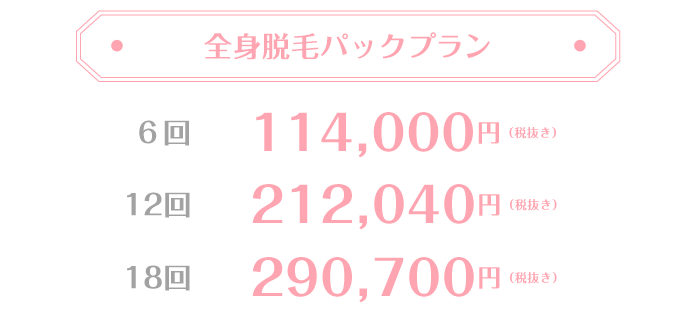 全身脱毛パックプラン
6回 114,000円（税抜き）
12回 212,040円（税抜き）
18回 290,700円（税抜き）